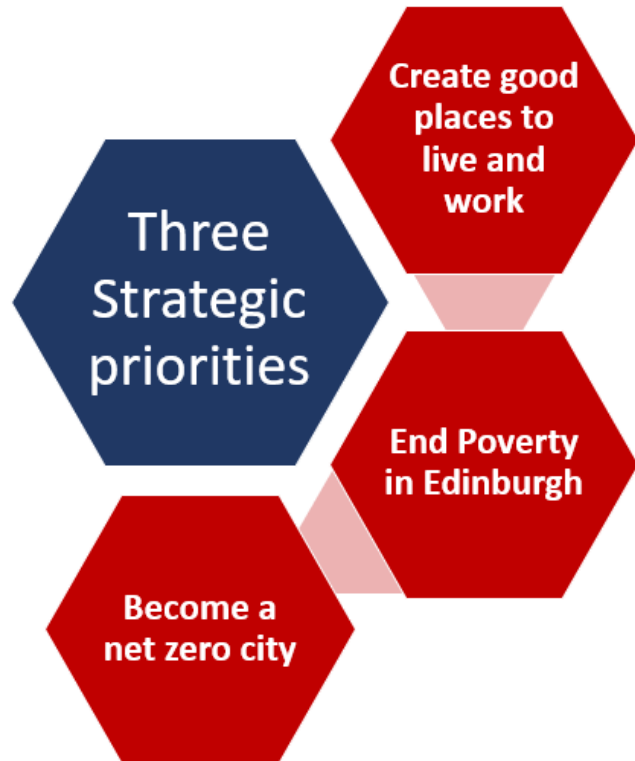 Three
Strategic
priorities
Create good
places to
live and
work
End Poverty
in Edinburgh
Become a
net zero city